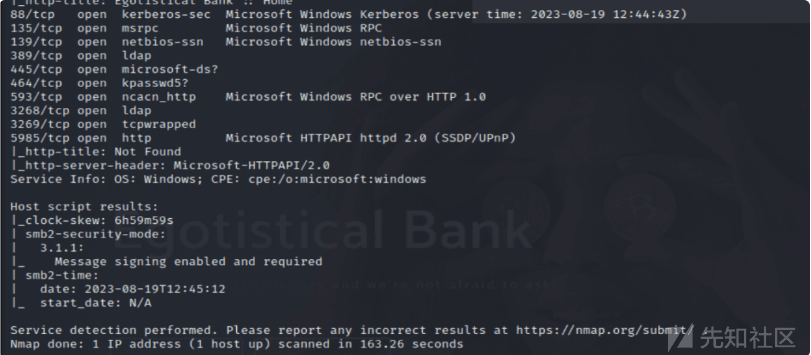 |_http-title: Egotistical Bank :: Home
88/tcp   open  kerberos-sec  Microsoft Windows Kerberos (server time: 2023-08-19 12:44:43Z)
135/tcp  open  msrpc         Microsoft Windows RPC
139/tcp  open  netbios-ssn   Microsoft Windows netbios-ssn
389/tcp  open  ldap
445/tcp  open  microsoft-ds?
464/tcp  open  kpasswd5?
593/tcp  open  ncacn_http    Microsoft Windows RPC over HTTP 1.0
3268/tcp open  ldap
3269/tcp open  tcpwrapped
5985/tcp open  http          Microsoft HTTPAPI httpd 2.0 (SSDP/UPnP)
|_http-title: Not Found
|_http-server-header: Microsoft-HTTPAPI/2.0
Service Info: OS: Windows; CPE: cpe:/o:microsoft:windows
Host script results:
|_clock-skew: 6h59m59s
| smb2-security-mode:
|   3.1.1:
|_    Message signing enabled and required
| smb2-time:
|   date: 2023-08-19T12:45:12
|_  start_date: N/A
Egotistical Bank
and we're not afraid to ask
Service detection performed. Please report any incorrect results at https://nmap.org/submit/ .
Nmap done: 1 IP address (1 host up) scanned in 163.26 seconds
先知社区